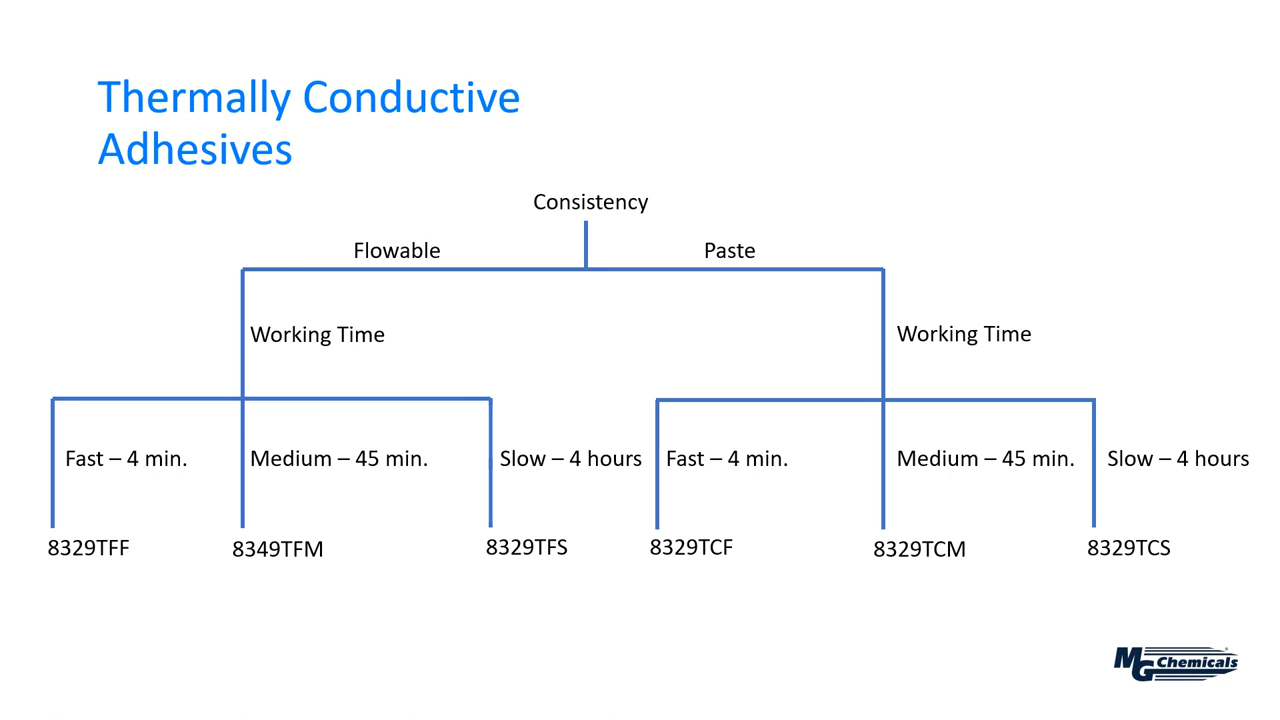 Thermally Conductive
Adhesives
Consistency
Flowable
Paste
Working Time
Working Time
Fast – 4 min.
Medium – 45 min.
Slow – 4 hours
Fast – 4 min.
Medium – 45 min.
Slow – 4 hours
8329TFF
8349TFM
8329TFS
8329TCF
8329TCM
8329TCS
MG Chemicals